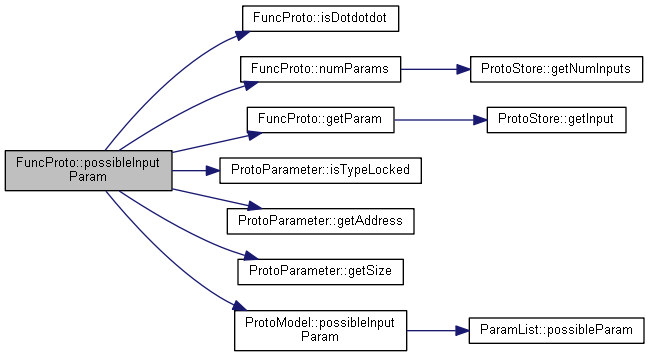 FuncProto::isDotdotdot
FuncProto::numParams
ProtoStore::getNumInputs
FuncProto::getParam
ProtoStore::getInput
FuncProto::possibleInput
Param
ProtoParameter::isTypeLocked
ProtoParameter::getAddress
ProtoParameter::getSize
ProtoModel::possibleInput
Param
ParamList::possibleParam